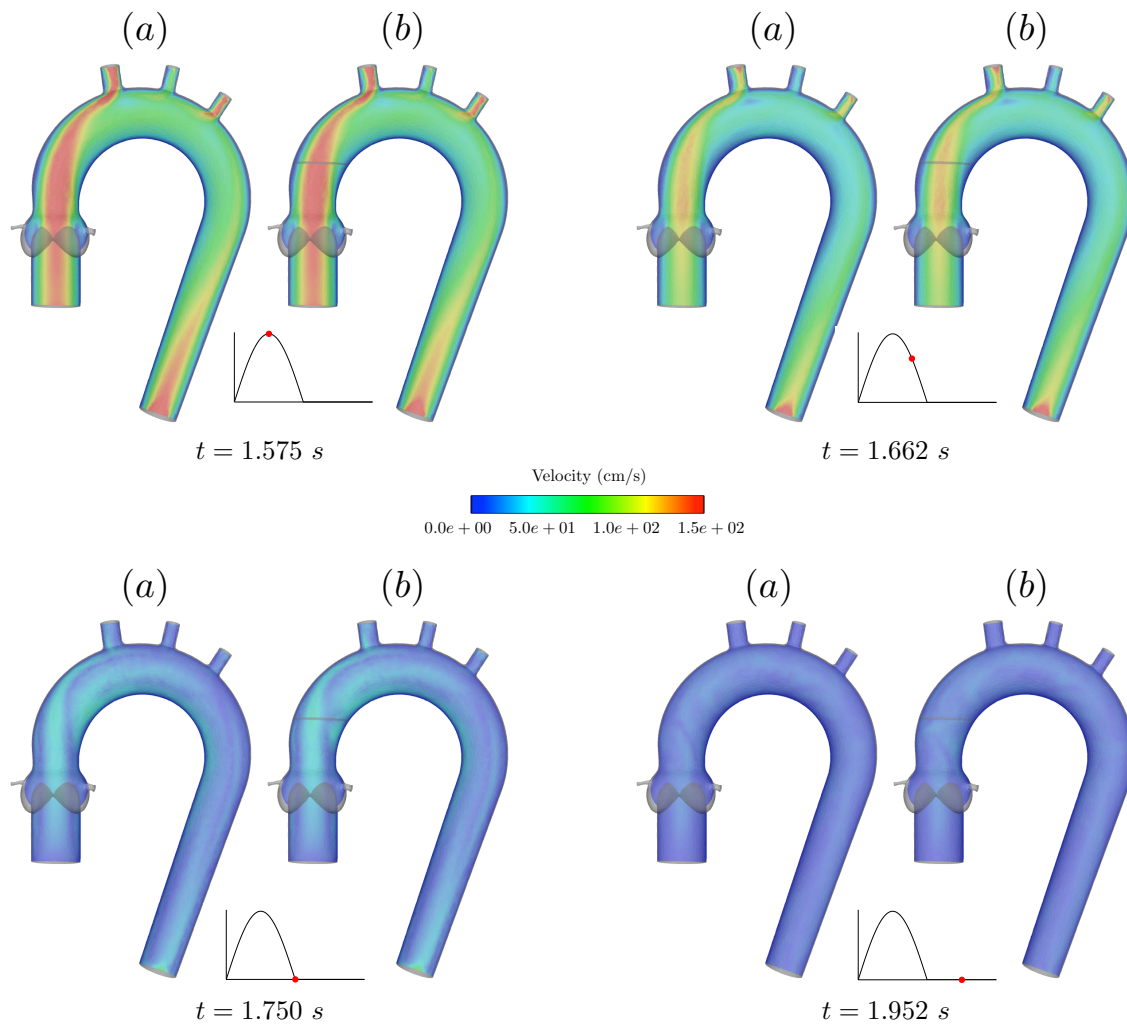 (a) (b) (a) (b)
t = 1.575 s t = 1.662 s
Velocity (cm/s)
0.0e + 00 5.0e + 01 1.0e + 02 1.5e + 02
(a) (b) (a) (b)
t = 1.750 s t = 1.952 s